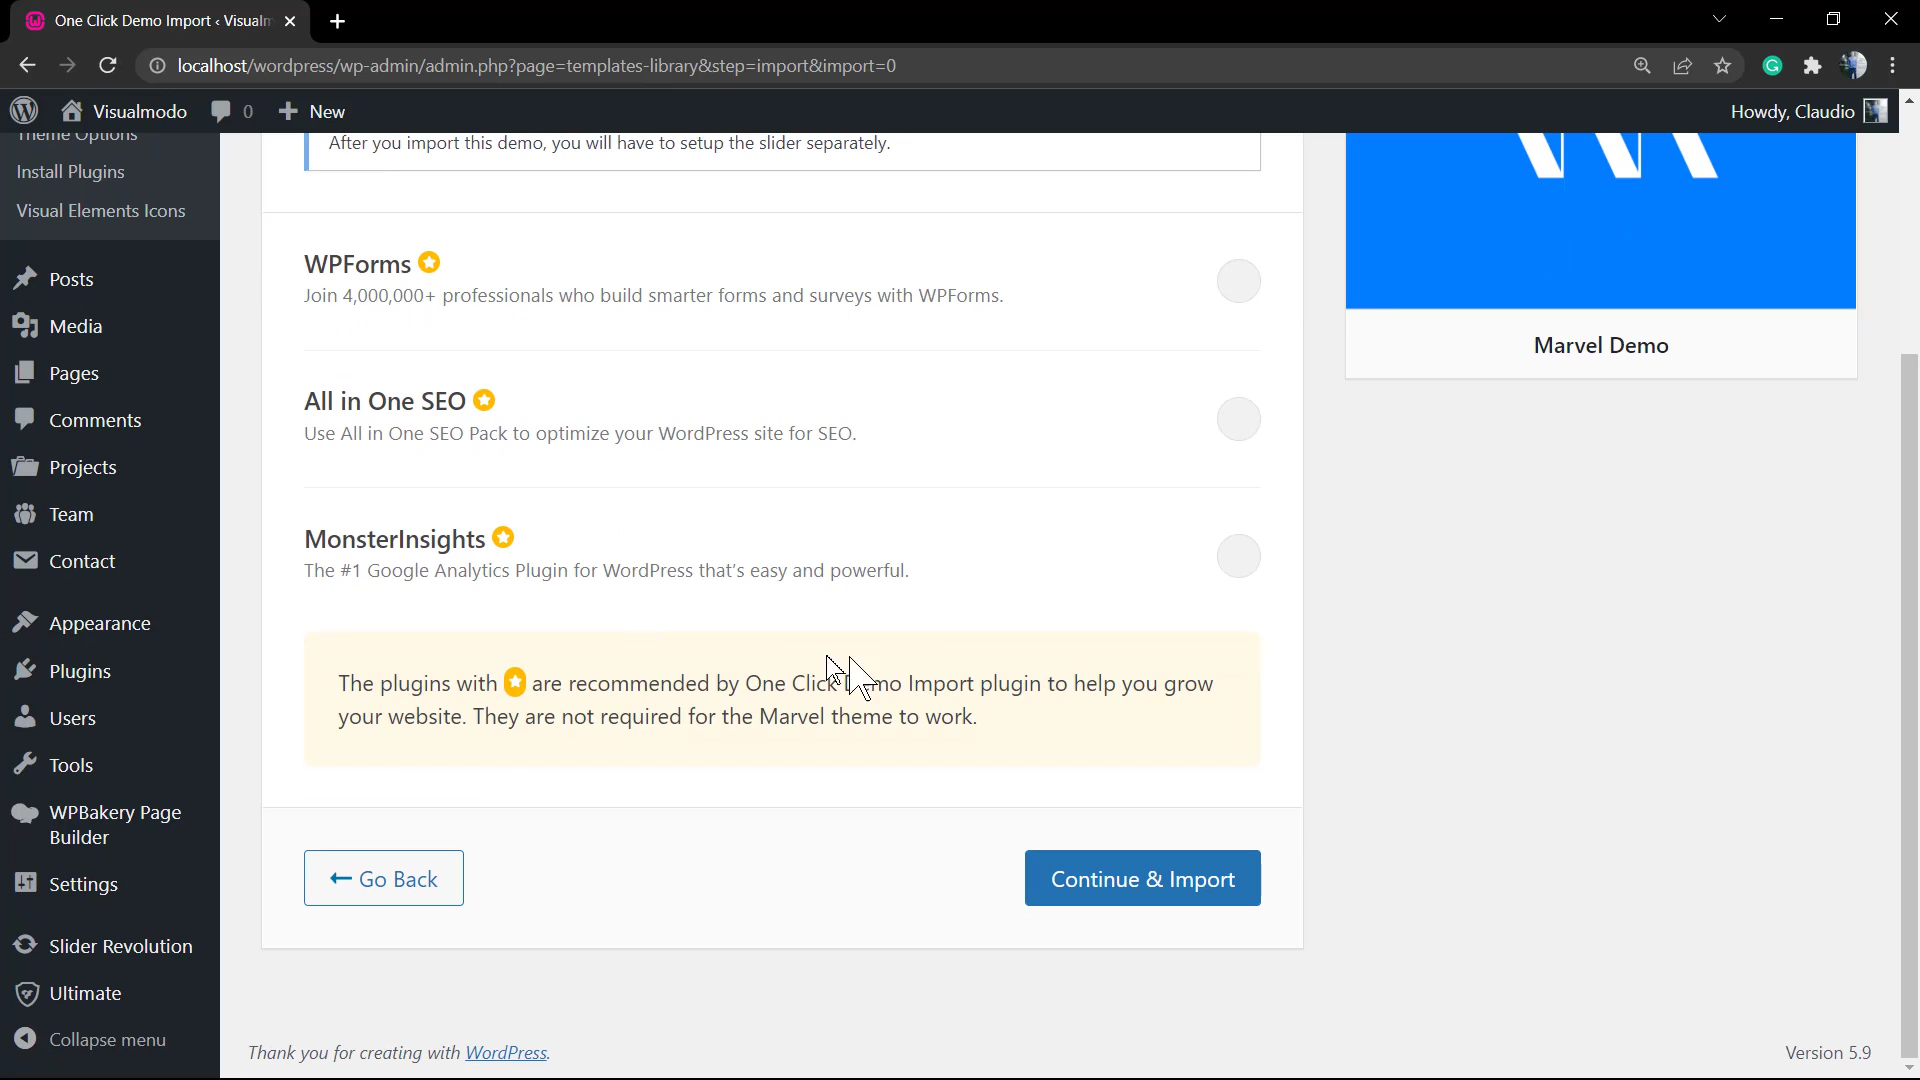 One Click Demo Import ‹ Visualm
localhost/wordpress/wp-admin/admin.php?page=templates-library&step=import&import=0
Visualmodo
0
New
Howdy, Claudio
Theme Options
Install Plugins
Visual Elements Icons
Posts
Media
Pages
Comments
Projects
Team
Contact
Appearance
Plugins
Users
Tools
WPBakery Page
Builder
Settings
Slider Revolution
Ultimate
Collapse menu
After you import this demo, you will have to setup the slider separately.
WPForms
Join 4,000,000+ professionals who build smarter forms and surveys with WPForms.
All in One SEO
Use All in One SEO Pack to optimize your WordPress site for SEO.
MonsterInsights
The #1 Google Analytics Plugin for WordPress that's easy and powerful.
The plugins with are recommended by One Click Demo Import plugin to help you grow
your website. They are not required for the Marvel theme to work.
← Go Back
Continue & Import
Marvel Demo
Thank you for creating with WordPress.
Version 5.9